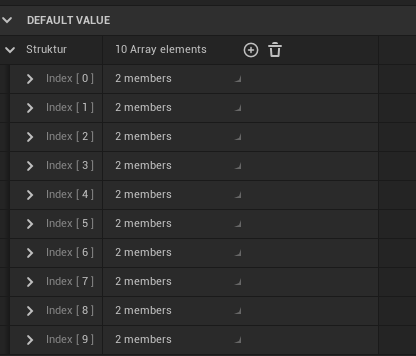 DEFAULT VALUE
Struktur 10 Array elements
Index [ 0 ] 2 members
Index [ 1 ] 2 members
Index [ 2 ] 2 members
Index [ 3 ] 2 members
Index [ 4 ] 2 members
Index [ 5 ] 2 members
Index [ 6 ] 2 members
Index [ 7 ] 2 members
Index [ 8 ] 2 members
Index [ 9 ] 2 members